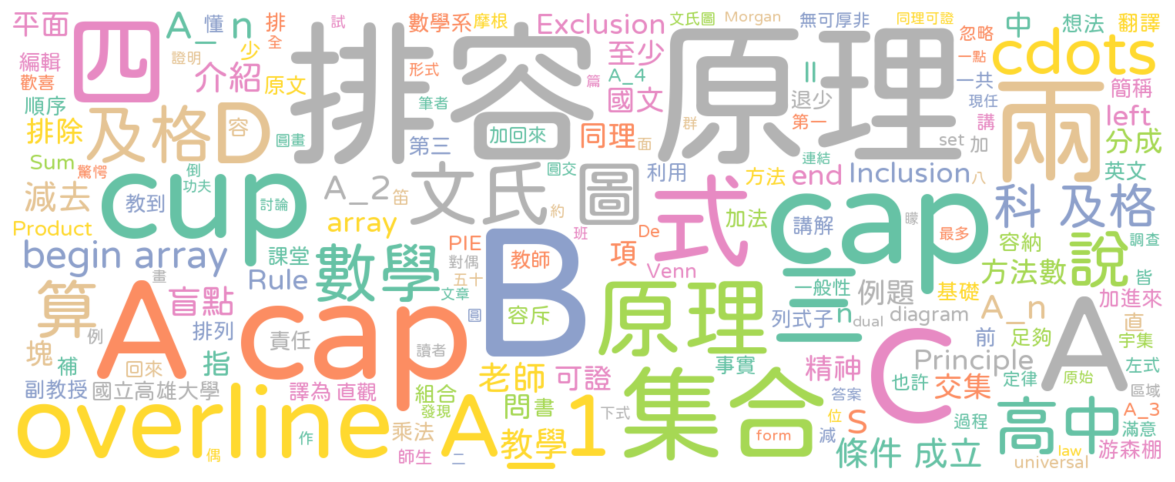 平面 A_n 懂 排 試 數學系 摩根 Exclusion 文氏圖 Morgan 無可厚非 同理可證 中 想法 翻譯
編輯 四 證明 少 全 排容 形式 至少 原理 忽略 cdots
歡喜 介紹 原文 篇 A_4 II 退少 第一 一點 一共 簡稱
順序 及格 D 容 筆者 國文 群 兩 現任 left
排除 圓畫 加回來 同理 面 set 加 講 分成
Sum 驚愕 倒 第三 圓交 利用 連結 八 英文
減去 cup 教到 功夫 A_2 笛 文氏 圖 方法 end Inclusion 科 及格
Product 討論 array 約 式 加法 講解 cap 最多 容納 說 調查
begin array 課堂 數學 PIE 對偶 B 教師 De 項 曚 方法數 皆
Rule 五十 班 Venn 一般性 例題 基礎 加進來
算 盲點 畫 文章 圓 容斥 原理 三 n A_n 直
塊 例 排列 A cap 讀者 列式子 dual diagram 前 足夠 宇集
補 指 責任 事實 C Principle A 左式
回來 老師 可證 精神 定律 原始 區域
副教授 國立高雄大學 譯為 直觀 組合 問 書 集合 答案 也許 交集 A_3
overline 發現 A_1 下式 位 S 高中 滿意
作 乘法 教學 form 減 過程 law 游森棚
偶 師生 二 一 條件 成立 universal